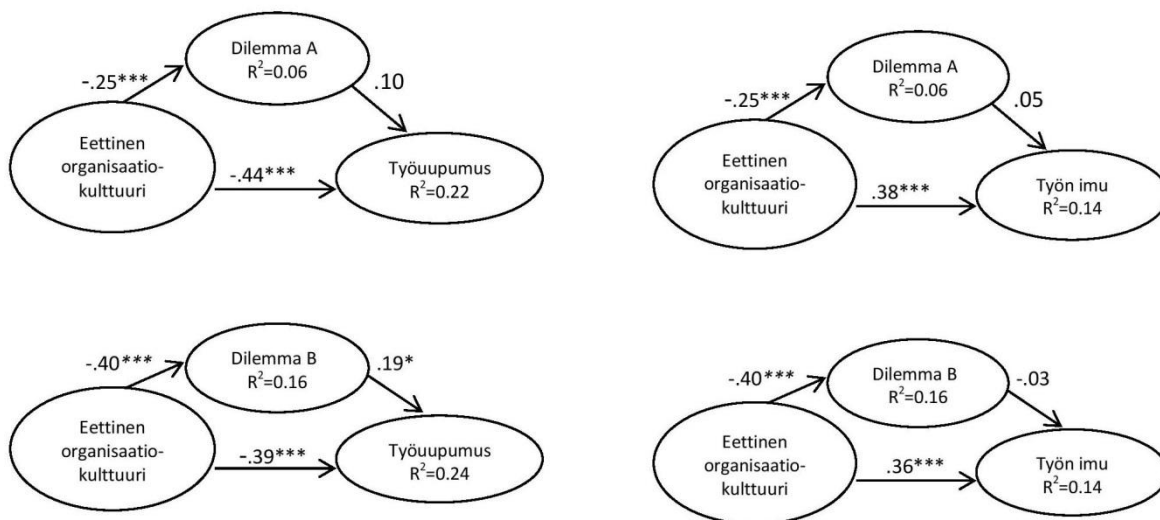 Dilemma A
R²=0.06
-.25***
.10
Eettinen
organisaatio-
kulttuuri
-.44***
Työuupumus
R²=0.22
Dilemma A
R²=0.06
-.25***
.05
Eettinen
organisaatio-
kulttuuri
.38***
Työn imu
R²=0.14
Dilemma B
R²=0.16
-.40***
.19*
Eettinen
organisaatio-
kulttuuri
-.39***
Työuupumus
R²=0.24
Dilemma B
R²=0.16
-.40***
-.03
Eettinen
organisaatio-
kulttuuri
.36***
Työn imu
R²=0.14